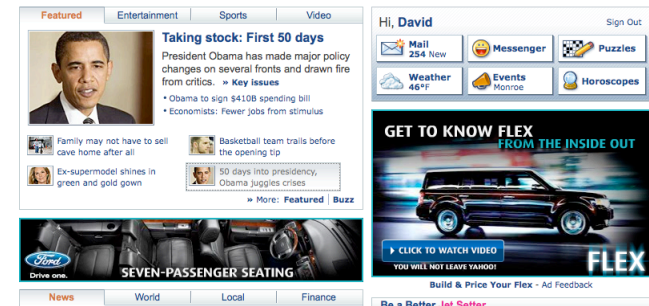 Featured
Entertainment
Sports
Video
Taking stock: First 50 days
President Obama has made major policy
changes on several fronts and drawn fire
from critics. » Key issues
• Obama to sign $410B spending bill
• Economists: Fewer jobs from stimulus
Family may not have to sell
cave home after all
Basketball team trails before
the opening tip
Ex-supermodel shines in
green and gold gown
50 days into presidency,
Obama juggles crises
» More: Featured | Buzz
Ford
Drive one.
SEVEN-PASSENGER SEATING
News
World
Local
Finance
Hi, David
Sign Out
Mail
254 New
Messenger
Puzzles
Weather
46°F
Events
Monroe
Horoscopes
GET TO KNOW FLEX
FROM THE INSIDE OUT
CLICK TO WATCH VIDEO
YOU WILL NOT LEAVE YAHOO!
FLEX
Build & Price Your Flex - Ad Feedback
Be a Better Jet Setter